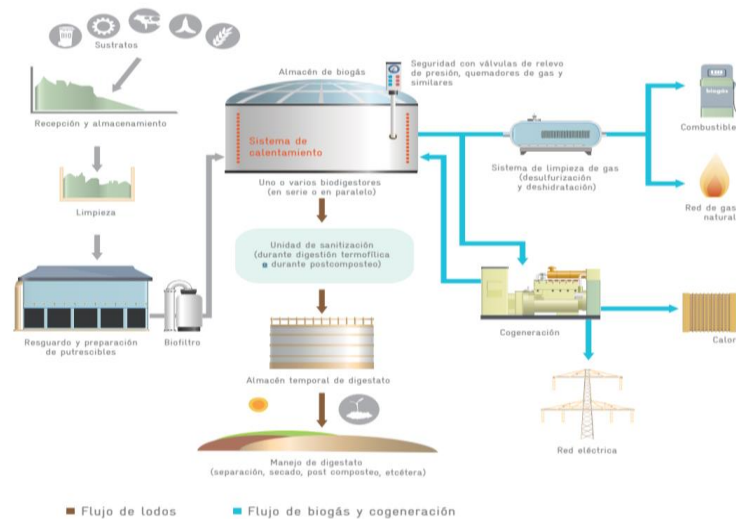 Sustratos
Recepción y almacenamiento
Limpieza
Resguardo y preparación
de putrescibles
Biofiltro
Almacén de biogás
Seguridad con válvulas de relevo
de presión, quemadores de gas y
similares
Sistema de
calentamiento
Uno o varios biodigestores
(en serie o en paralelo)
Unidad de sanitización
(durante digestión termofílica
o durante postcomposteo)
Almacén temporal de digestato
Manejo de digestato
(separación, secado, post composteo, etcétera)
Sistema de limpieza de gas
(desulfurización
y deshidratación)
biogás
Combustible
Red de gas
natural
Cogeneración
Calor
Red eléctrica
Flujo de lodos
Flujo de biogás y cogeneración